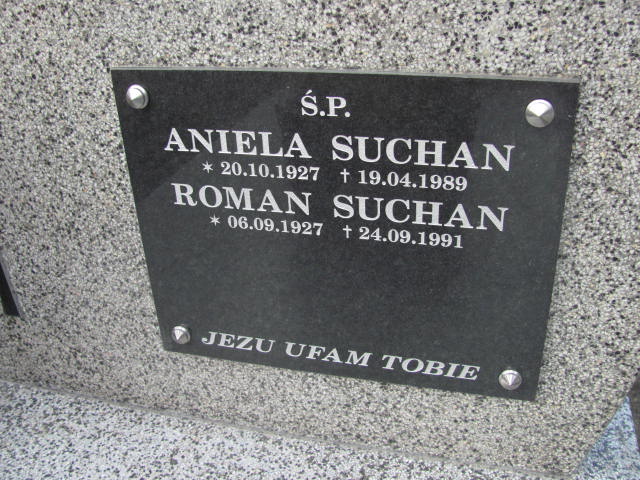 Ś.P.
ANIELA SUCHAN
* 20.10.1927 † 19.04.1989
ROMAN SUCHAN
* 06.09.1927 † 24.09.1991
JEZU UFAM TOBIE